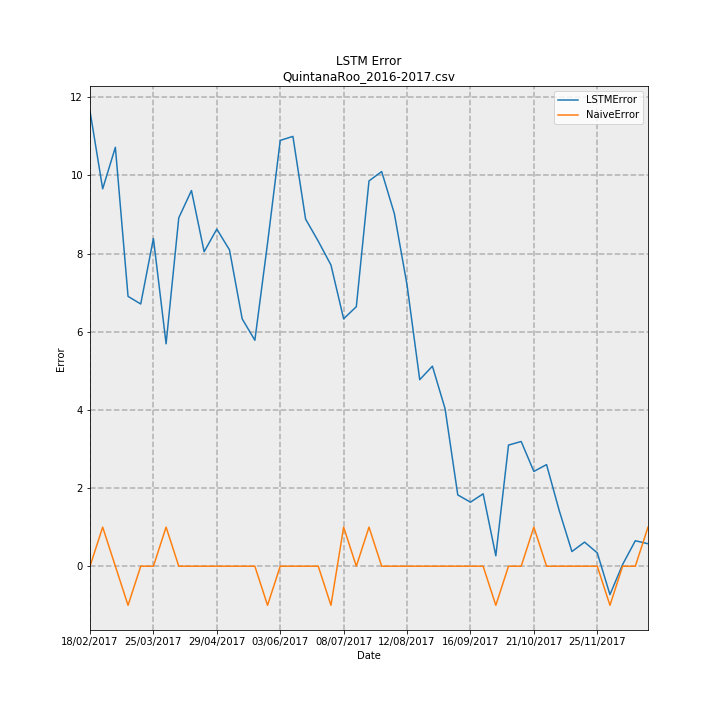 LSTM Error
QuintanaRoo_2016-2017.csv
LSTMError
NaiveError
12
10
8
6
4
2
0
Error
18/02/2017 25/03/2017 29/04/2017 03/06/2017 08/07/2017 12/08/2017 16/09/2017 21/10/2017 25/11/2017
Date